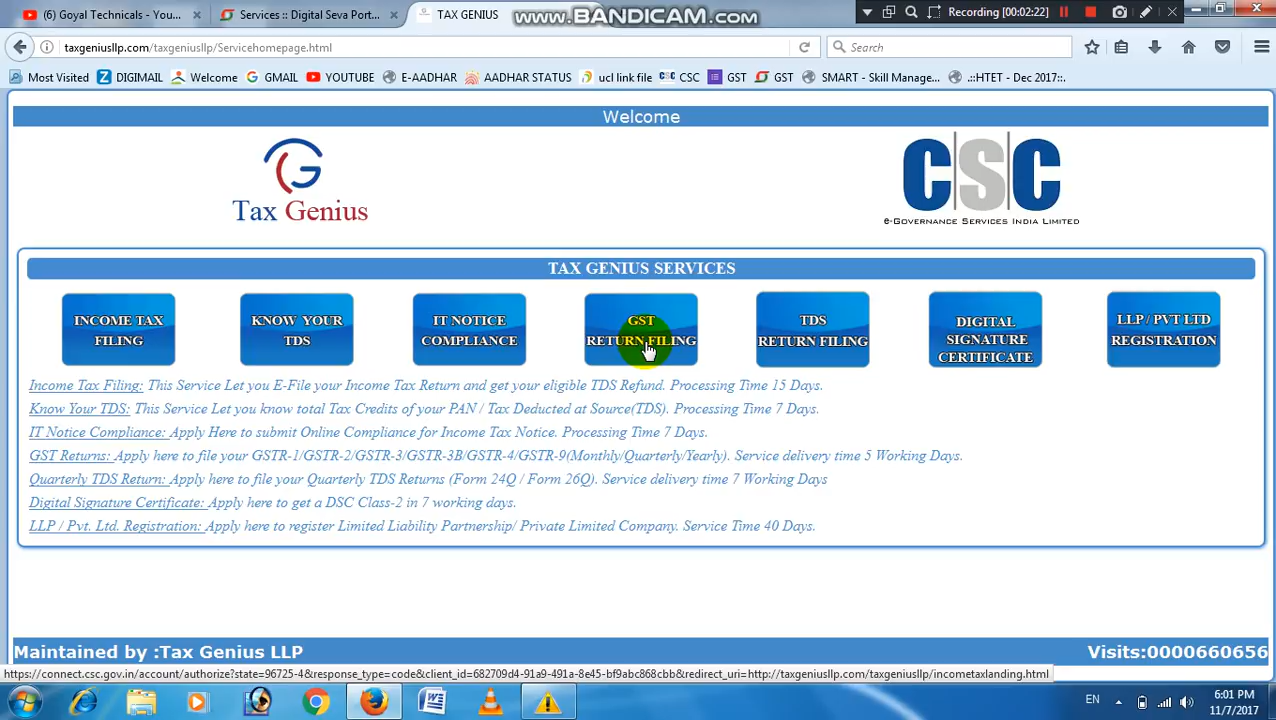 (6) Goyal Technicals - You...
Services :: Digital Seva Port...
TAX GENIUS
www.BANDICAM.com
Recording [00:02:22]
taxgeniusllp.com/taxgeniusllp/Servicehomepage.html
Search
Most Visited
DIGIMAIL
Welcome
GMAIL
YOUTUBE
E-AADHAR
AADHAR STATUS
ucl link file
CSC
GST
GST
SMART - Skill Manage...
.::HTET - Dec 2017::.
Welcome
Tax Genius
CSC
e-Governance Services India Limited
TAX GENIUS SERVICES
INCOME TAX
FILING
KNOW YOUR
TDS
IT NOTICE
COMPLIANCE
GST
RETURN FILING
TDS
RETURN FILING
DIGITAL
SIGNATURE
CERTIFICATE
LLP / PVT LTD
REGISTRATION
Income Tax Filing: This Service Let you E-File your Income Tax Return and get your eligible TDS Refund. Processing Time 15 Days.
Know Your TDS: This Service Let you know total Tax Credits of your PAN / Tax Deducted at Source(TDS). Processing Time 7 Days.
IT Notice Compliance: Apply Here to submit Online Compliance for Income Tax Notice. Processing Time 7 Days.
GST Returns: Apply here to file your GSTR-1/GSTR-2/GSTR-3/GSTR-3B/GSTR-4/GSTR-9(Monthly/Quarterly/Yearly). Service delivery time 5 Working Days.
Quarterly TDS Return: Apply here to file your Quarterly TDS Returns (Form 24Q / Form 26Q). Service delivery time 7 Working Days
Digital Signature Certificate: Apply here to get a DSC Class-2 in 7 working days.
LLP / Pvt. Ltd. Registration: Apply here to register Limited Liability Partnership/ Private Limited Company. Service Time 40 Days.
Maintained by :Tax Genius LLP
Visits:0000660656
https://connect.csc.gov.in/account/authorize?state=96725-4&response_type=code&client_id=682709d4-91a9-491a-8e45-bf9abc868cbb&redirect_uri=http://taxgeniusllp.com/taxgeniusllp/incometaxlanding.html
EN
6:01 PM
11/7/2017